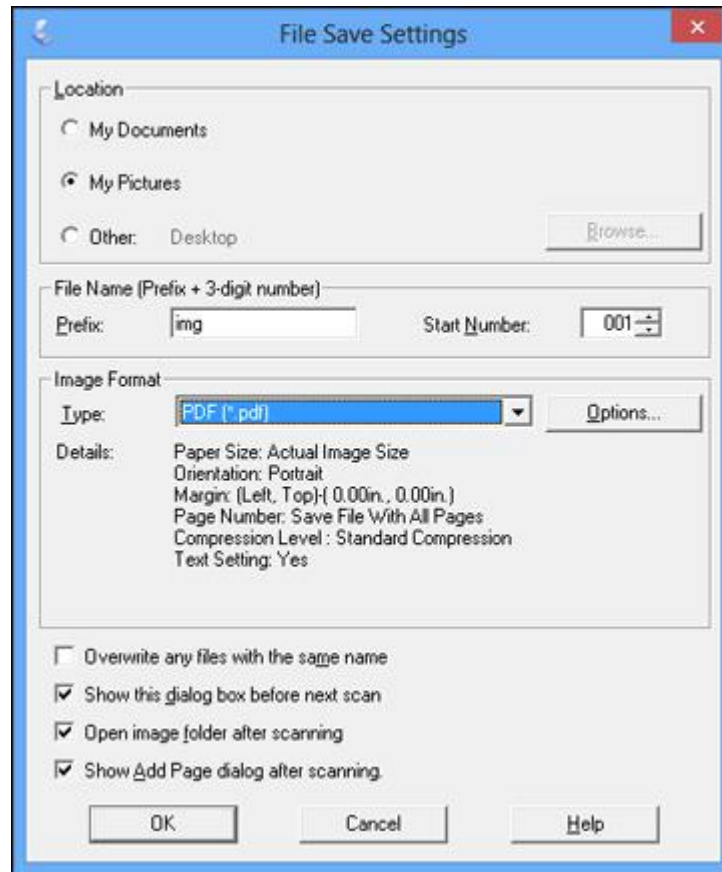 File Save Settings
Location
My Documents
My Pictures
Other: Desktop Browse...
File Name (Prefix + 3-digit number)
Prefix: img Start Number: 001
Image Format
Type: PDF (*.pdf) Options...
Details: Paper Size: Actual Image Size
Orientation: Portrait
Margin: (Left, Top)-( 0.00in., 0.00in.)
Page Number: Save File With All Pages
Compression Level : Standard Compression
Text Setting: Yes
Overwrite any files with the same name
Show this dialog box before next scan
Open image folder after scanning
Show Add Page dialog after scanning.
OK Cancel Help